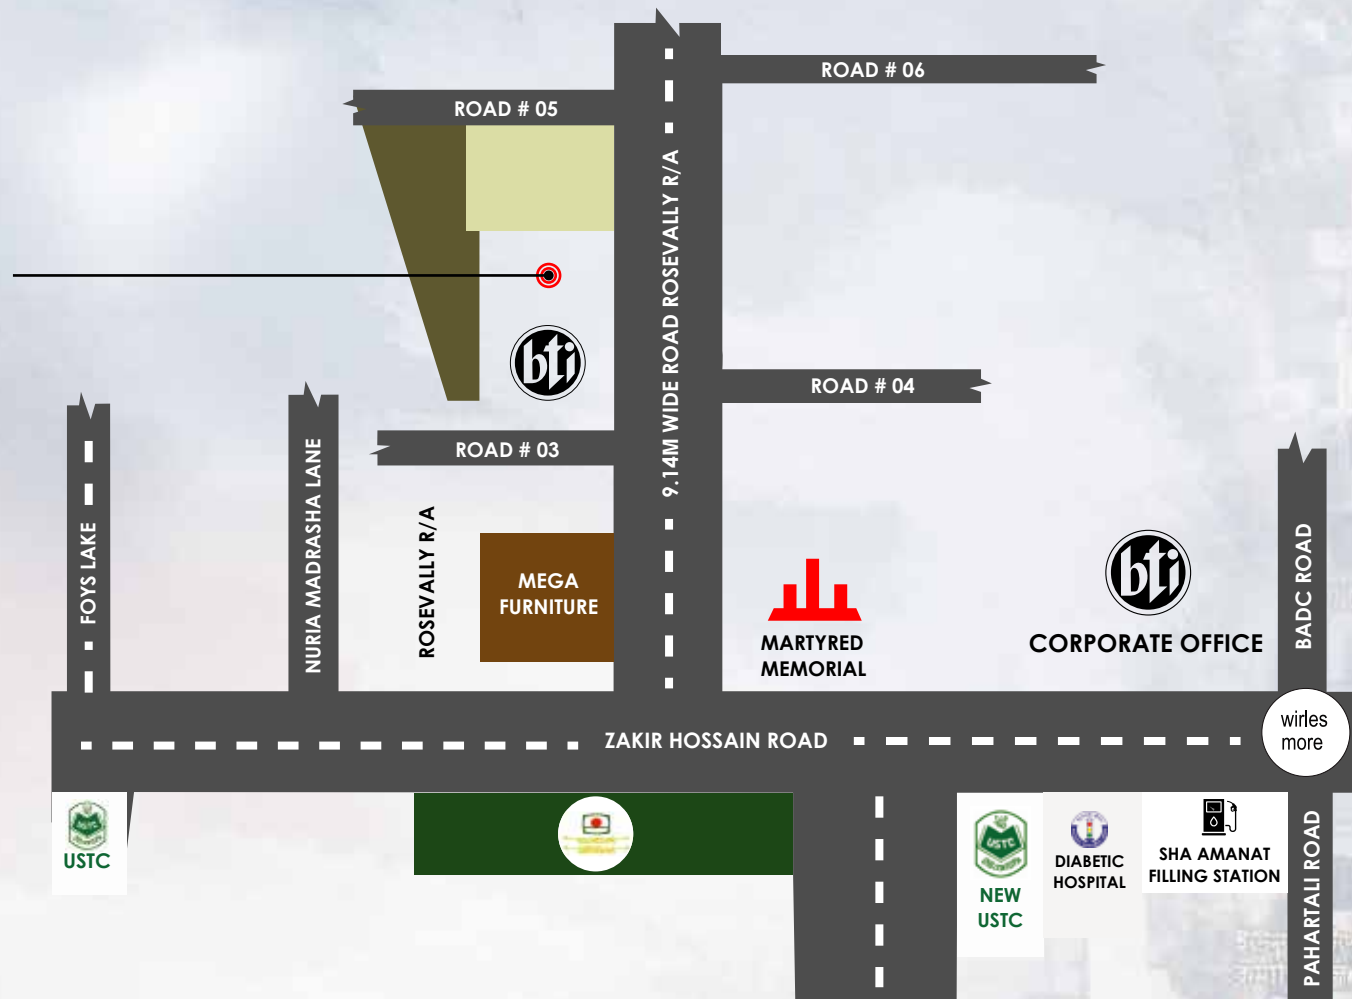 ROAD # 06
ROAD # 05
9.14M WIDE ROAD ROSEVALLY R/A
bti
ROAD # 04
ROAD # 03
FOYS LAKE
NURIA MADRASHA LANE
ROSEVALLY R/A
MEGA
FURNITURE
MARTYRED
MEMORIAL
bti
CORPORATE OFFICE
BADC ROAD
ZAKIR HOSSAIN ROAD
wirles
more
USTC
USTC
NEW
USTC
DIABETIC
HOSPITAL
SHA AMANAT
FILLING STATION
PAHARTALI ROAD